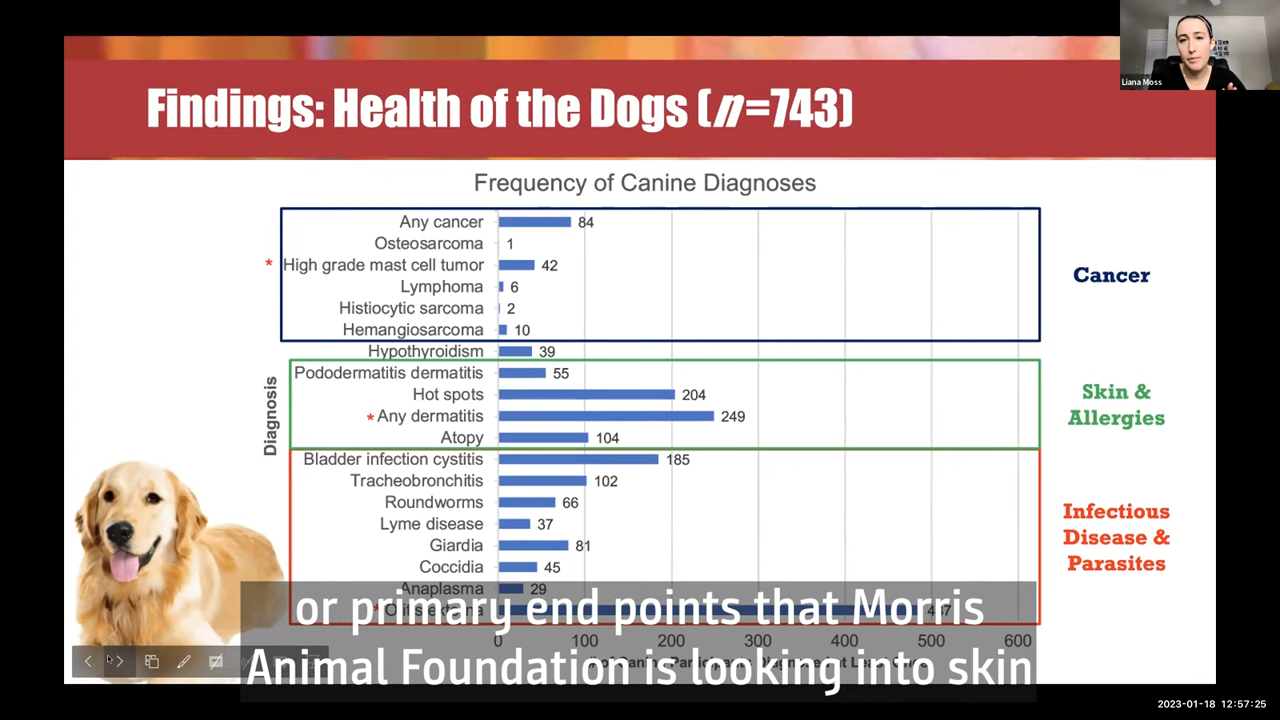 Liana Moss
Findings: Health of the Dogs (n=743)
Frequency of Canine Diagnoses
Any cancer 84
Osteosarcoma 1
* High grade mast cell tumor 42
Lymphoma 6
Histiocytic sarcoma 2
Hemangiosarcoma 10
Cancer
Hypothyroidism 39
Pododermatitis dermatitis 55
Hot spots 204
* Any dermatitis 249
Atopy 104
Skin &
Allergies
Diagnosis
Bladder infection cystitis 185
Tracheobronchitis 102
Roundworms 66
Lyme disease 37
Giardia 81
Coccidia 45
Anaplasma 29
Infectious
Disease &
Parasites
0 100 200 300 400 500 600
or primary end points that Morris
Animal Foundation is looking into skin
2023-01-18 12:57:25